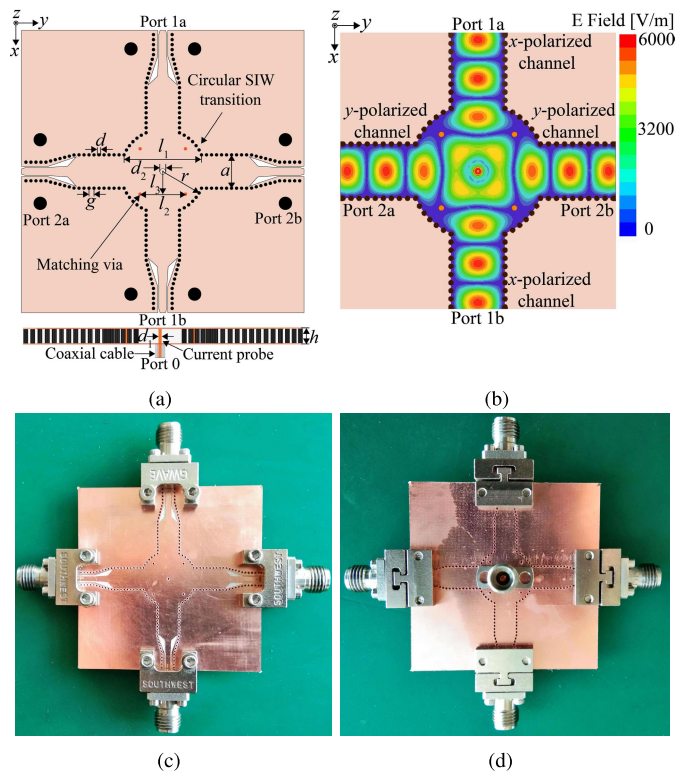 z y
x
Port 1a
Circular SIW
transition
d
l1
d2
r
a
l3
l2
g
Port 2a
Port 2b
Matching via
Port 1b
d1
h
Coaxial cable
Current probe
Port 0
(a)
z y
x
Port 1a
E Field [V/m]
x-polarized
channel
6000
y-polarized
channel
y-polarized
channel
3200
Port 2a
Port 2b
0
x-polarized
channel
Port 1b
(b)
GWAVE
SOUTHWEST
SOUTHWEST
SOUTHWEST
(c)
(d)